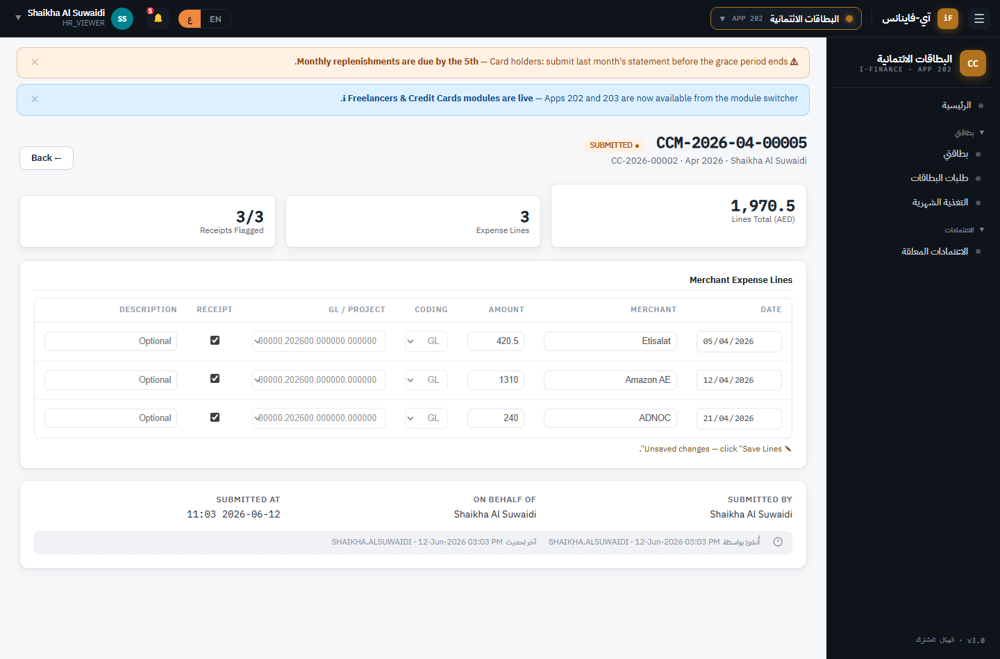 ☰ iF آي-فاينانس البطاقات الائتمانية APP 202 ▼
ع EN 5 SS Shaikha Al Suwaidi ▼
HR_VIEWER
CC البطاقات الائتمانية
I-FINANCE · APP 202
الرئيسية
▼ بطاقتي
بطاقتي
طلبات البطاقات
التغذية الشهرية
▼ الاعتمادات
الاعتمادات المعلقة
v3.0 · الهيكل المشترك
.Monthly replenishments are due by the 5th — Card holders: submit last month's statement before the grace period ends ⚠ ×
.ℹ Freelancers & Credit Cards modules are live — Apps 202 and 203 are now available from the module switcher ×
CCM-2026-04-00005 SUBMITTED ●
CC-2026-00002 · Apr 2026 · Shaikha Al Suwaidi
Back ←
1,970.5
Lines Total (AED)
3
Expense Lines
3/3
Receipts Flagged
Merchant Expense Lines
DATE MERCHANT AMOUNT CODING GL / PROJECT RECEIPT DESCRIPTION
05/04/2026 Etisalat 420.5 GL 00000.202600.000000.000000 Optional
12/04/2026 Amazon AE 1310 GL 00000.202600.000000.000000 Optional
21/04/2026 ADNOC 240 GL 00000.202600.000000.000000 Optional
."Unsaved changes — click "Save Lines ✎
SUBMITTED BY ON BEHALF OF SUBMITTED AT
Shaikha Al Suwaidi Shaikha Al Suwaidi 11:03 2026-06-12
أُنشئ بواسطة SHAIKHA.ALSUWAIDI · 12-Jun-2026 03:03 PM آخر تحديث SHAIKHA.ALSUWAIDI · 12-Jun-2026 03:03 PM